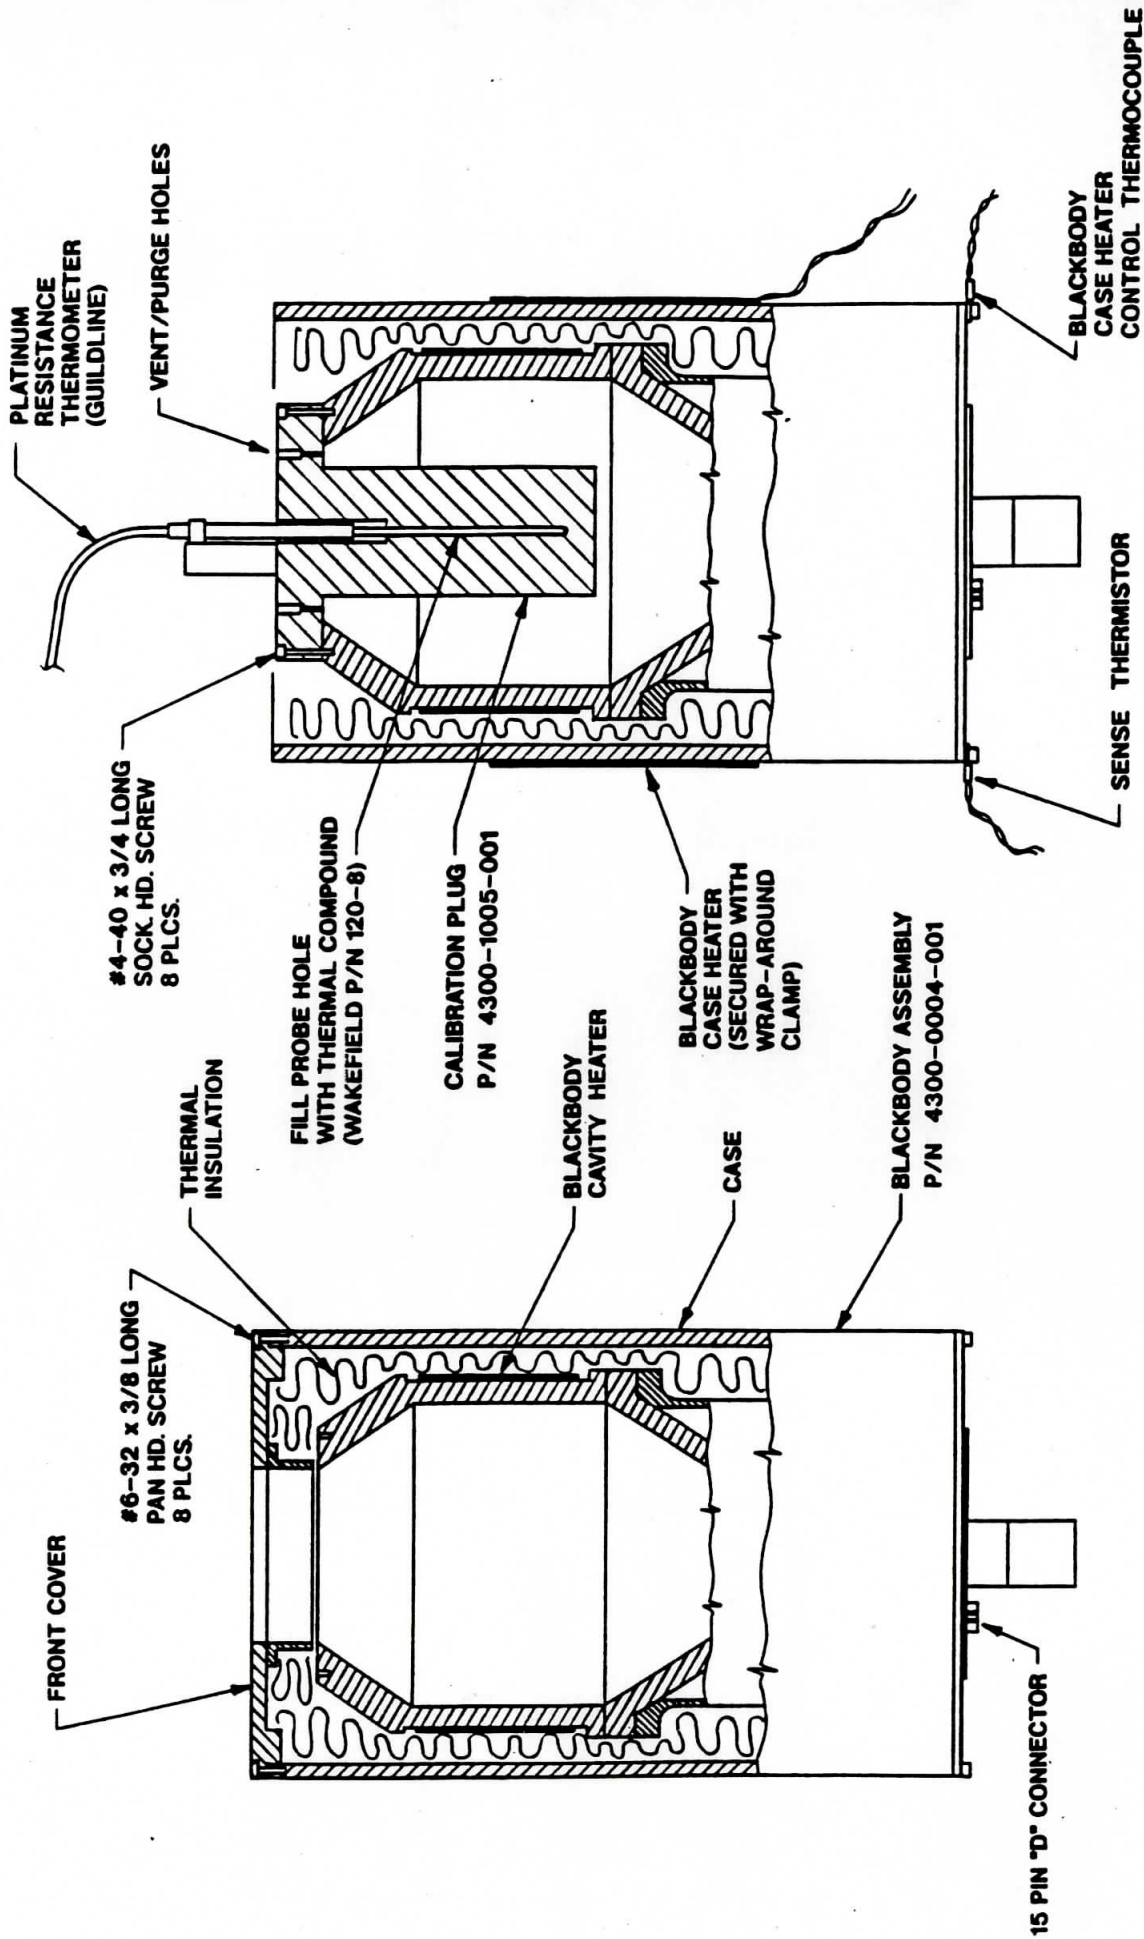 FRONT COVER
#6-32 x 3/8 LONG
PAN HD. SCREW
8 PLCS.
THERMAL
INSULATION
BLACKBODY
CAVITY HEATER
CASE
BLACKBODY ASSEMBLY
P/N 4300-0004-001
15 PIN "D" CONNECTOR
#4-40 x 3/4 LONG
SOCK. HD. SCREW
8 PLCS.
PLATINUM
RESISTANCE
THERMOMETER
(GUILDLINE)
VENT/PURGE HOLES
FILL PROBE HOLE
WITH THERMAL COMPOUND
(WAKEFIELD P/N 120-8)
CALIBRATION PLUG
P/N 4300-1005-001
BLACKBODY
CASE HEATER
(SECURED WITH
WRAP-AROUND
CLAMP)
SENSE THERMISTOR
BLACKBODY
CASE HEATER
CONTROL THERMOCOUPLE